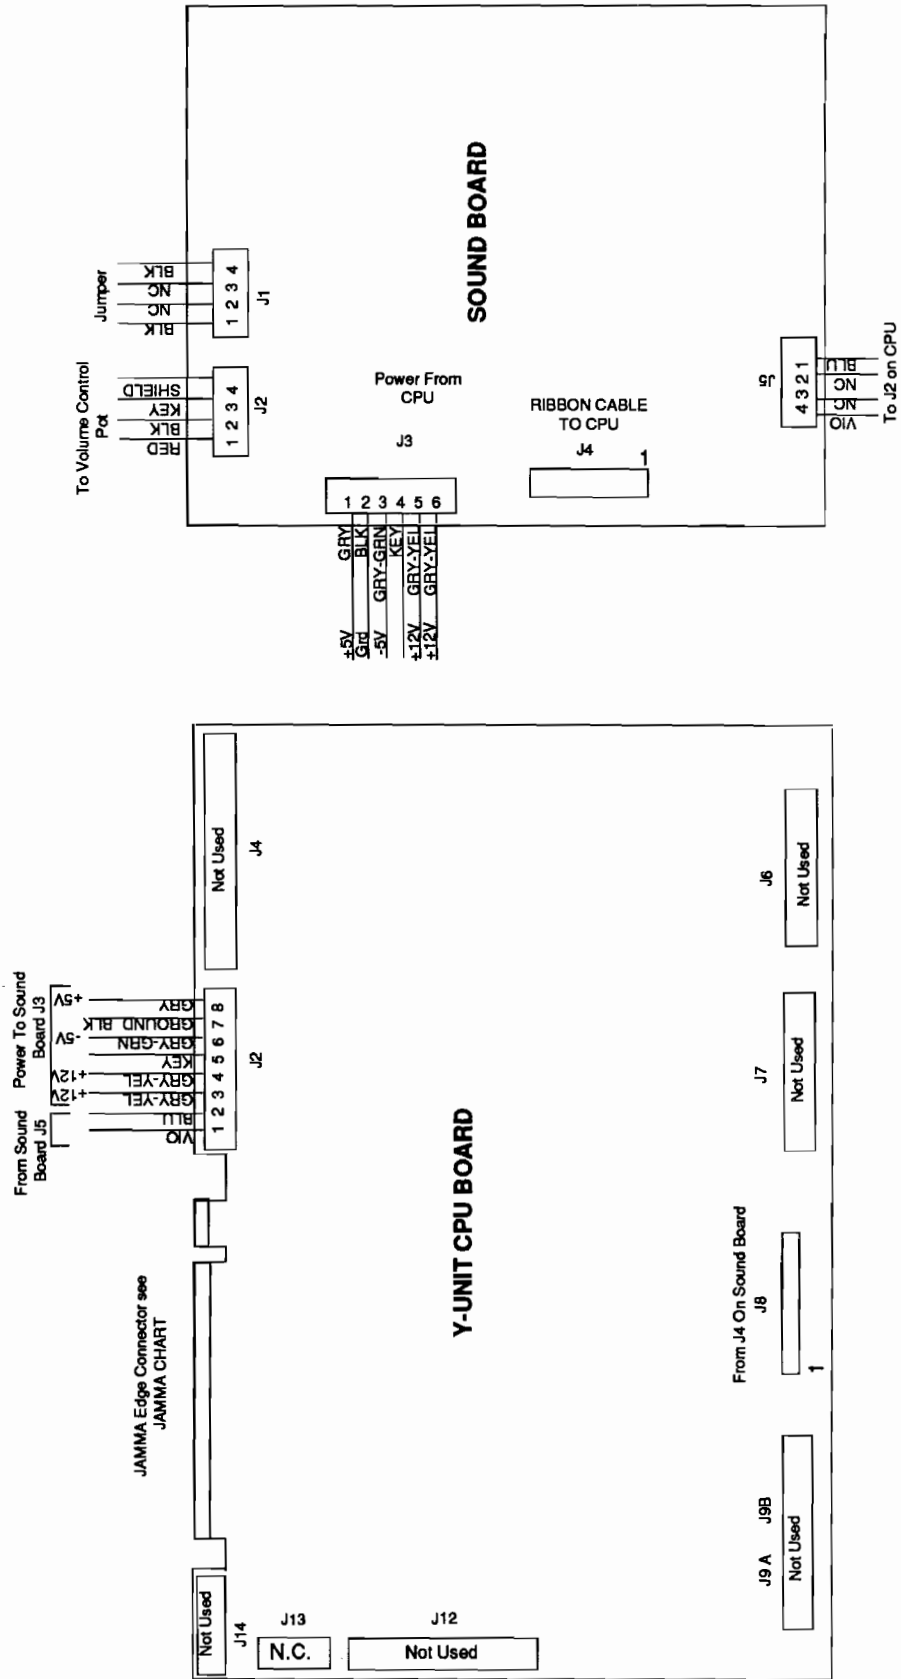 SOUND BOARD
Jumper
BLK
NC
NC
BLK
1 2 3 4
J1
To Volume Control
Pot
RED
BLK
KEY
SHIELD
1 2 3 4
J2
Power From
CPU
J3
1 2 3 4 5 6
GRY
BLK
GRY-GRN
KEY
GRY-YEL
GRY-YEL
+5V
Grd
-5V
+12V
+12V
RIBBON CABLE
TO CPU
J4
1
J5
4 3 2 1
VIO
NC
NC
BLU
To J2 on CPU
Y-UNIT CPU BOARD
Not Used
J4
From Sound
Board J5
Power To Sound
Board J3
+12V
+12V
-5V
+5V
VIO
BLU
GRY-YEL
GRY-YEL
KEY
GRY-GRN
GROUND BLK
GRY
1 2 3 4 5 6 7 8
J2
JAMMA Edge Connector see
JAMMA CHART
Not Used
J14
J13
N.C.
J12
Not Used
J9 A J9B
Not Used
From J4 On Sound Board
J8
1
J7
Not Used
J6
Not Used